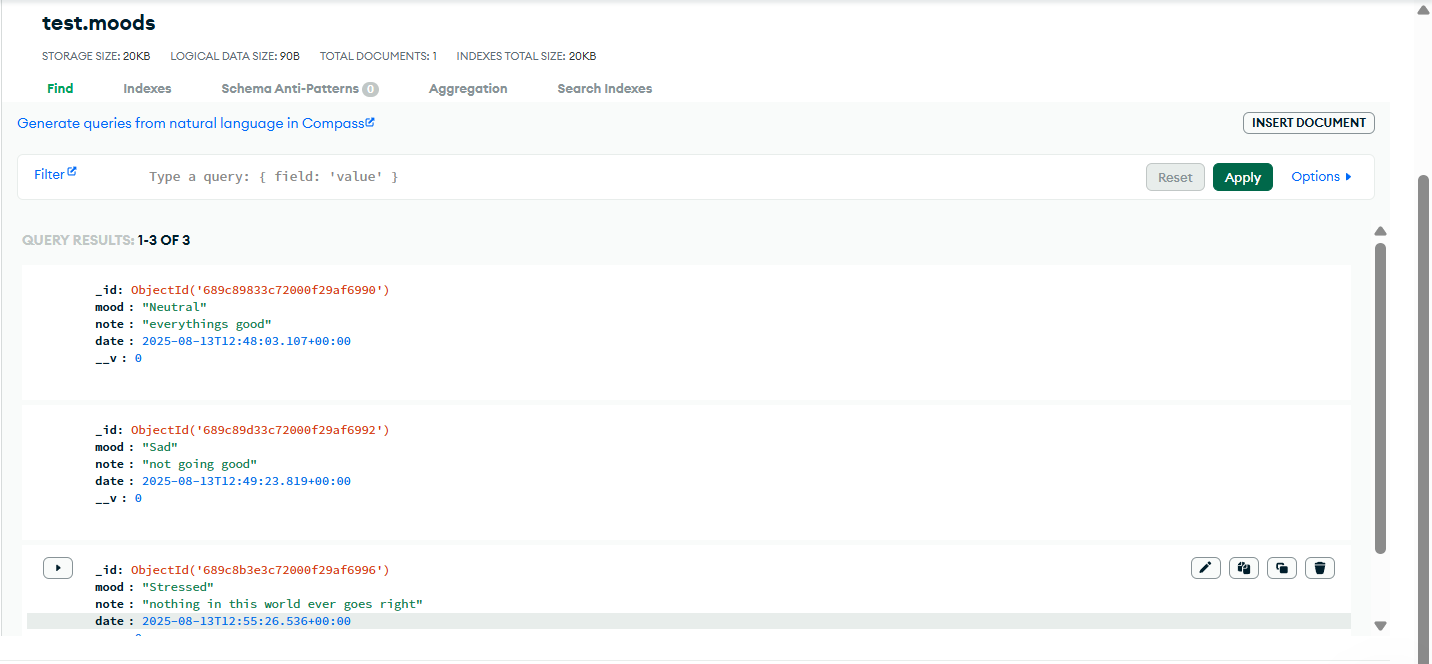 test.moods
STORAGE SIZE: 20KB LOGICAL DATA SIZE: 90B TOTAL DOCUMENTS: 1 INDEXES TOTAL SIZE: 20KB
Find Indexes Schema Anti-Patterns 0 Aggregation Search Indexes
Generate queries from natural language in Compass
INSERT DOCUMENT
Filter Type a query: { field: 'value' } Reset Apply Options
QUERY RESULTS: 1-3 OF 3
_id: ObjectId('689c89833c72000f29af6990')
mood : "Neutral"
note : "everythings good"
date : 2025-08-13T12:48:03.107+00:00
__v : 0
_id: ObjectId('689c89d33c72000f29af6992')
mood : "Sad"
note : "not going good"
date : 2025-08-13T12:49:23.819+00:00
__v : 0
_id: ObjectId('689c8b3e3c72000f29af6996')
mood : "Stressed"
note : "nothing in this world ever goes right"
date : 2025-08-13T12:55:26.536+00:00